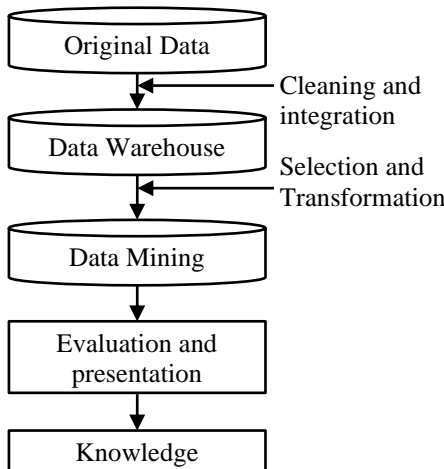 Original Data
Cleaning and
integration
Data Warehouse
Selection and
Transformation
Data Mining
Evaluation and
presentation
Knowledge